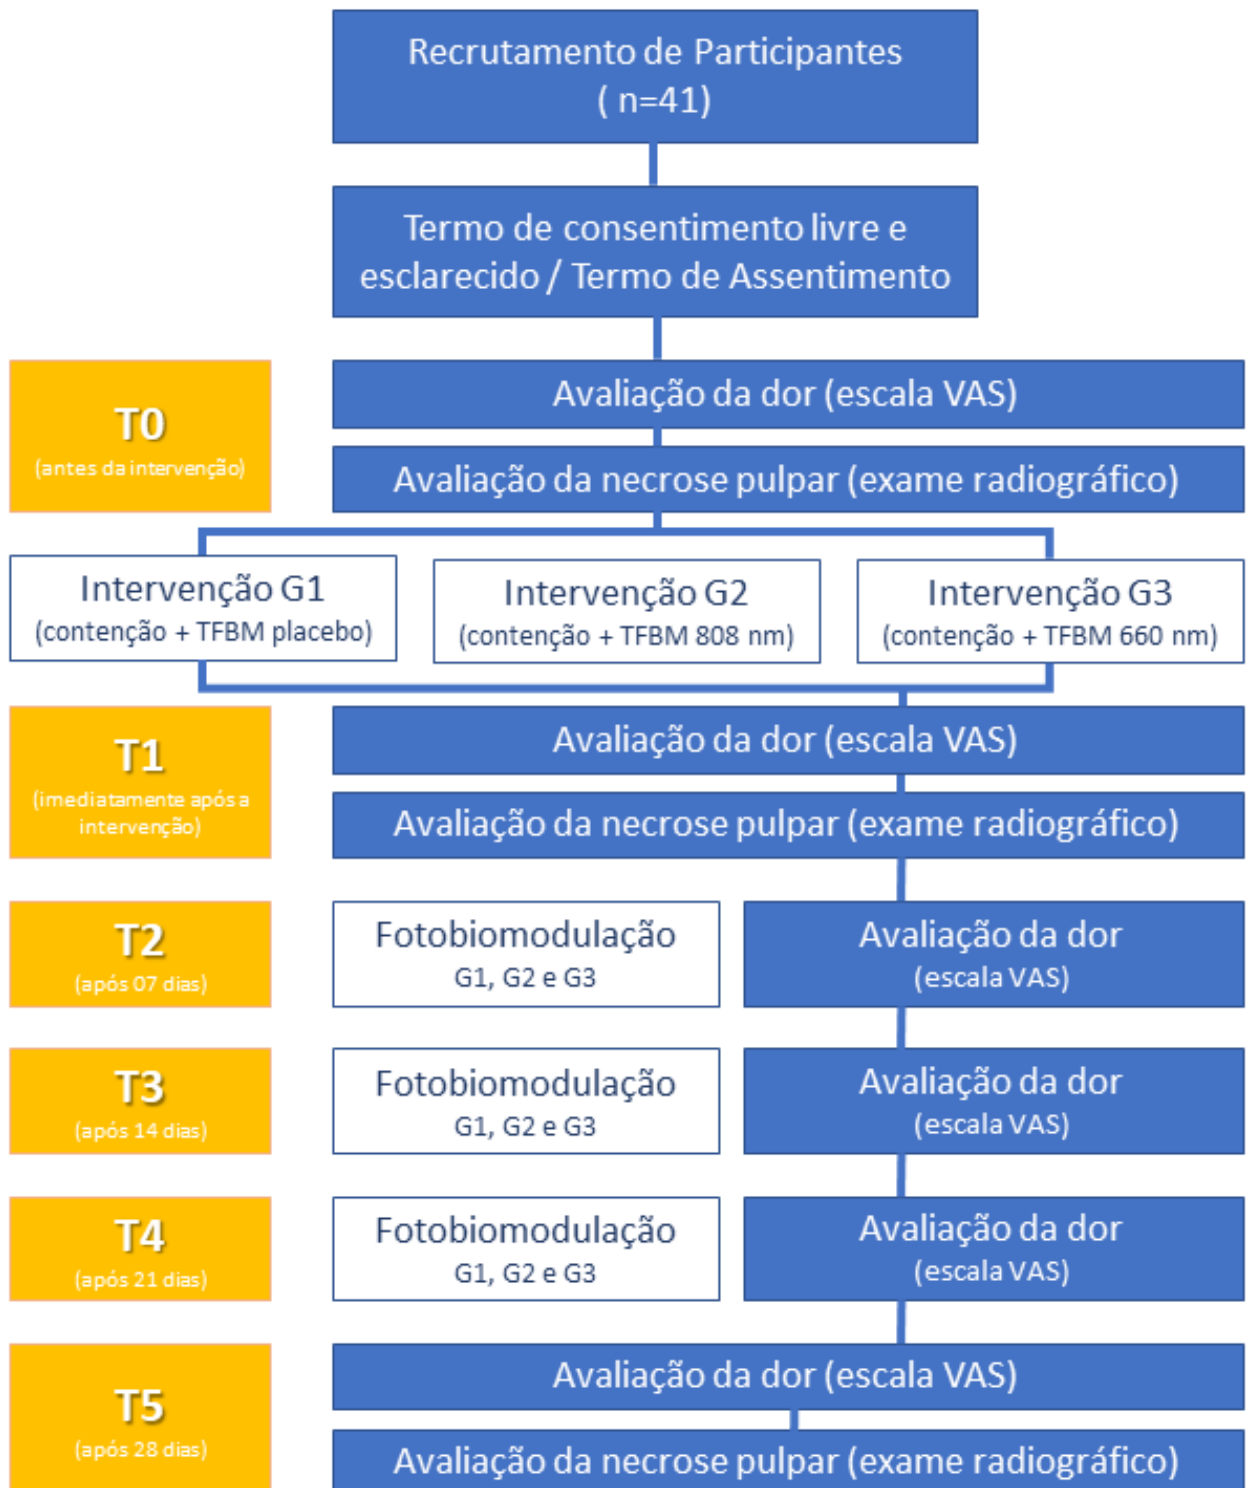 Recrutamento de Participantes
( n=41)
Termo de consentimento livre e
esclarecido / Termo de Assentimento
T0
(antes da intervenção)
Avaliação da dor (escala VAS)
Avaliação da necrose pulpar (exame radiográfico)
Intervenção G1
(contenção + TFBM placebo)
Intervenção G2
(contenção + TFBM 808 nm)
Intervenção G3
(contenção + TFBM 660 nm)
T1
(imediatamente após a
intervenção)
Avaliação da dor (escala VAS)
Avaliação da necrose pulpar (exame radiográfico)
T2
(após 07 dias)
Fotobiomodulação
G1, G2 e G3
Avaliação da dor
(escala VAS)
T3
(após 14 dias)
Fotobiomodulação
G1, G2 e G3
Avaliação da dor
(escala VAS)
T4
(após 21 dias)
Fotobiomodulação
G1, G2 e G3
Avaliação da dor
(escala VAS)
T5
(após 28 dias)
Avaliação da dor (escala VAS)
Avaliação da necrose pulpar (exame radiográfico)